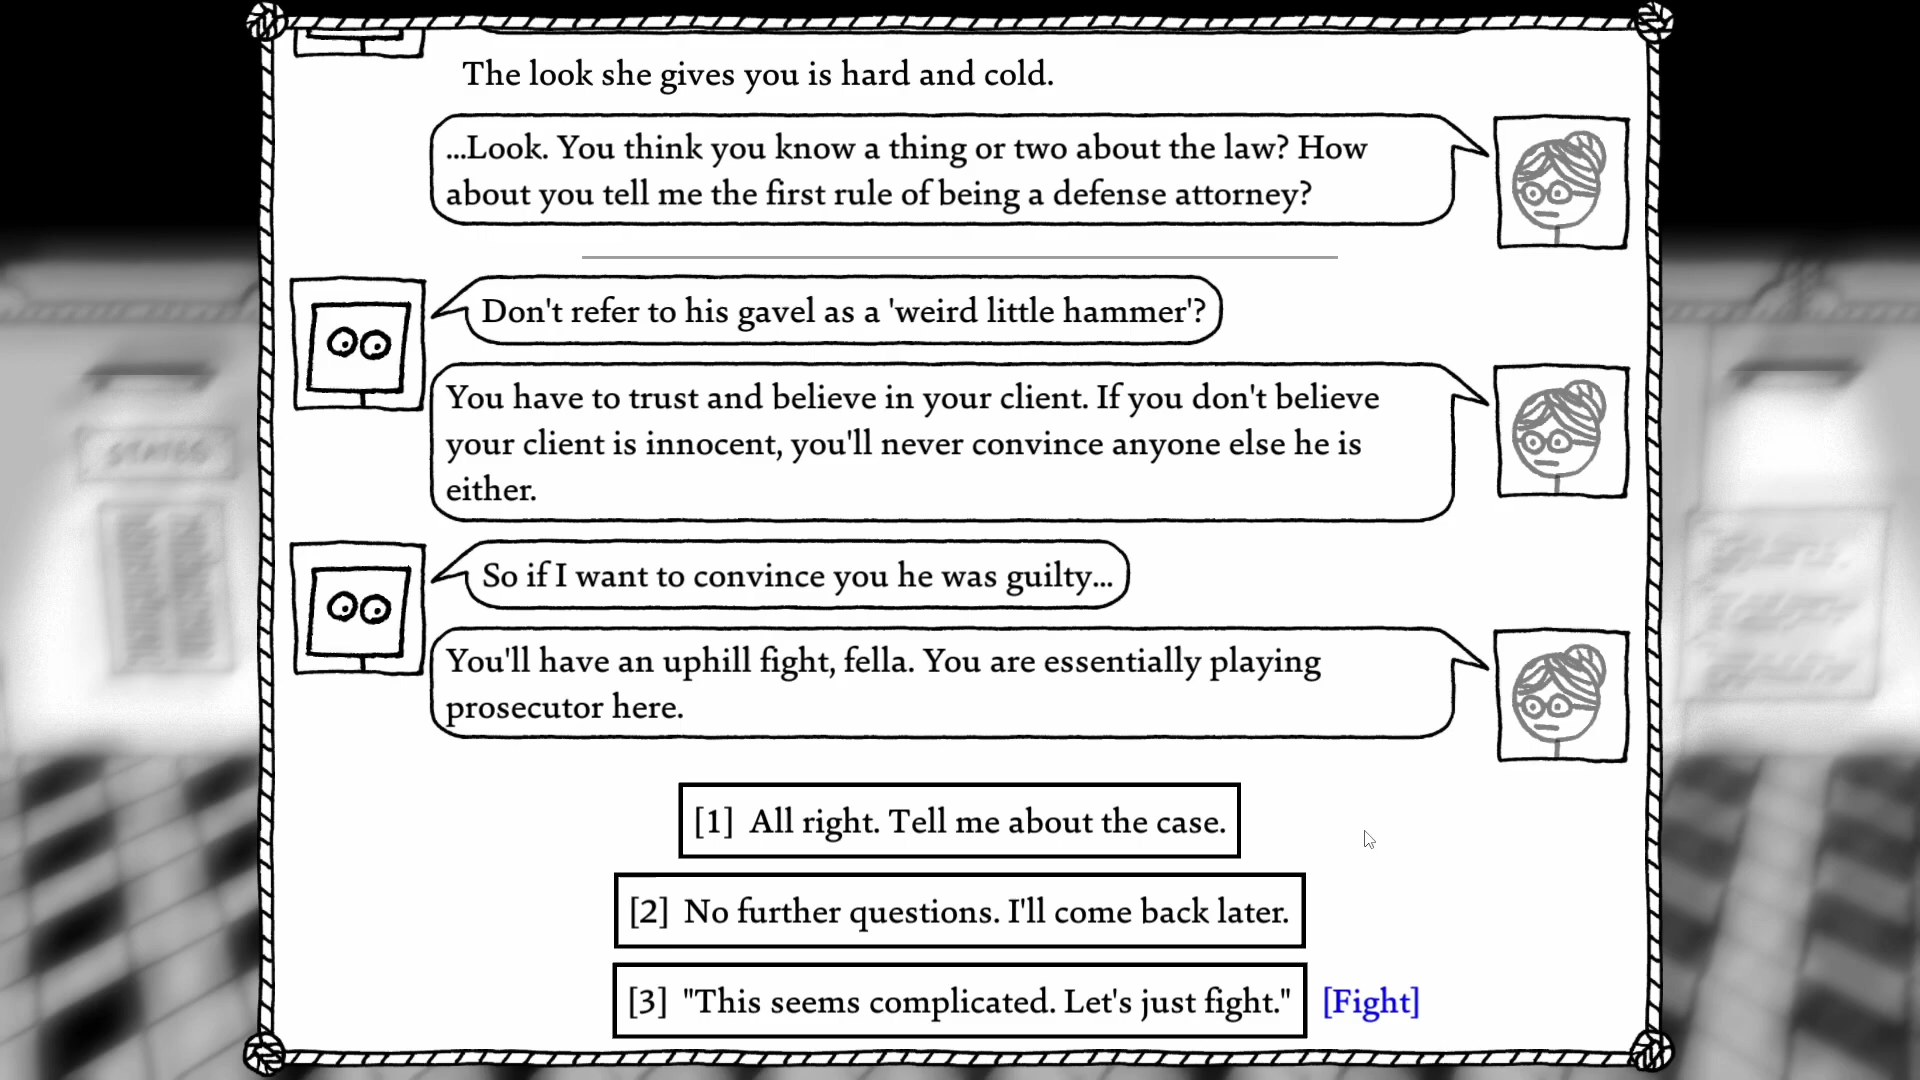 The look she gives you is hard and cold.
...Look. You think you know a thing or two about the law? How
about you tell me the first rule of being a defense attorney?
Don't refer to his gavel as a 'weird little hammer'?
You have to trust and believe in your client. If you don't believe
your client is innocent, you'll never convince anyone else he is
either.
STATES
So if I want to convince you he was guilty...
You'll have an uphill fight, fella. You are essentially playing
prosecutor here.
[1] All right. Tell me about the case.
[2] No further questions. I'll come back later.
[3] "This seems complicated. Let's just fight." [Fight]